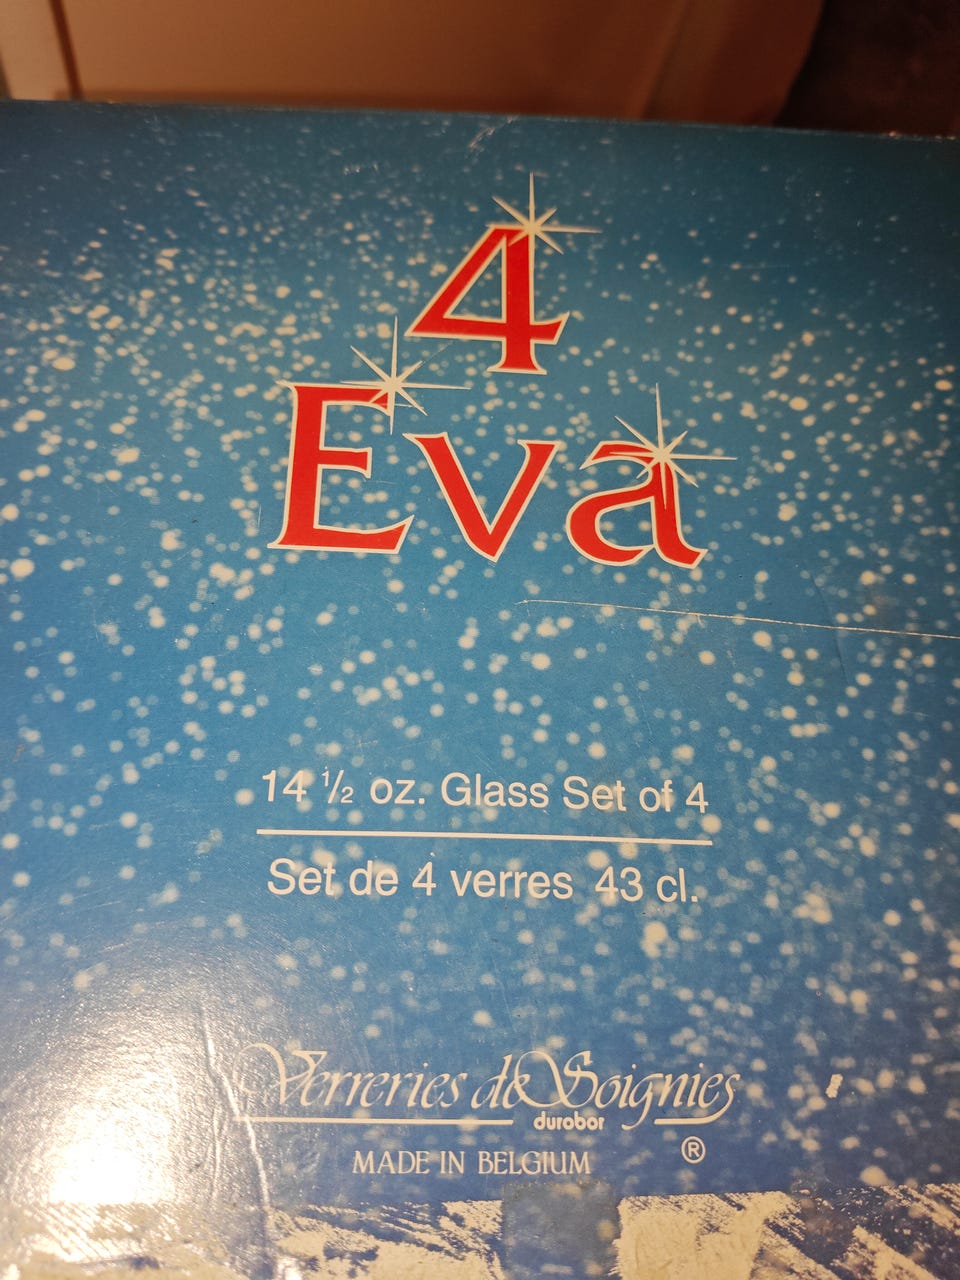 4
Eva
14 ½ oz. Glass Set of 4
Set de 4 verres 43 cl.
Verreries de Soignies
durobor
®
MADE IN BELGIUM